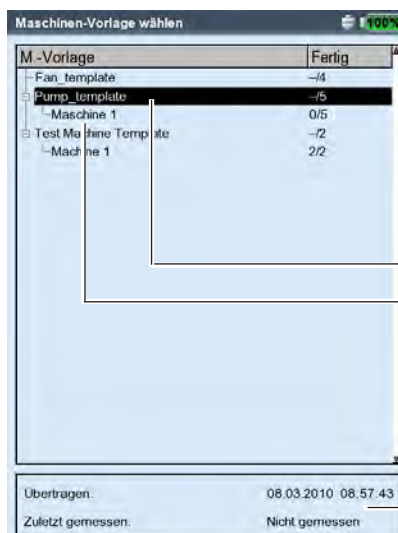 Maschinen-Vorlage wählen 100%
M.-Vorlage Fertig
Fan_template –/4
Pump_template –/5
Maschine 1 0/5
Test Machine Template –/2
Machine 1 2/2
Übertragen. 08.03.2010 08.57.43
Zuletzt gemessen. Nicht gemessen